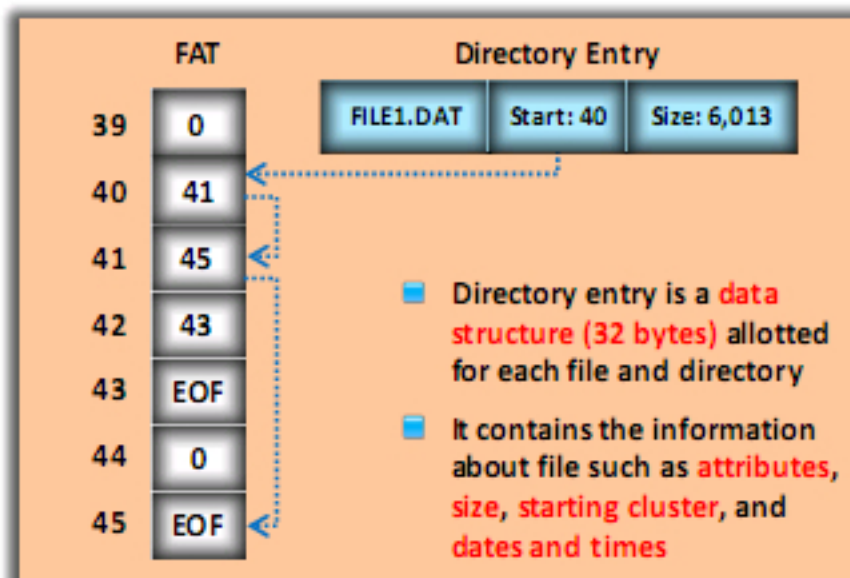 FAT
Directory Entry
39 0
FILE1.DAT Start: 40 Size: 6,013
40 41
41 45
42 43
43 EOF
44 0
45 EOF
Directory entry is a data
structure (32 bytes) allotted
for each file and directory
It contains the information
about file such as attributes,
size, starting cluster, and
dates and times